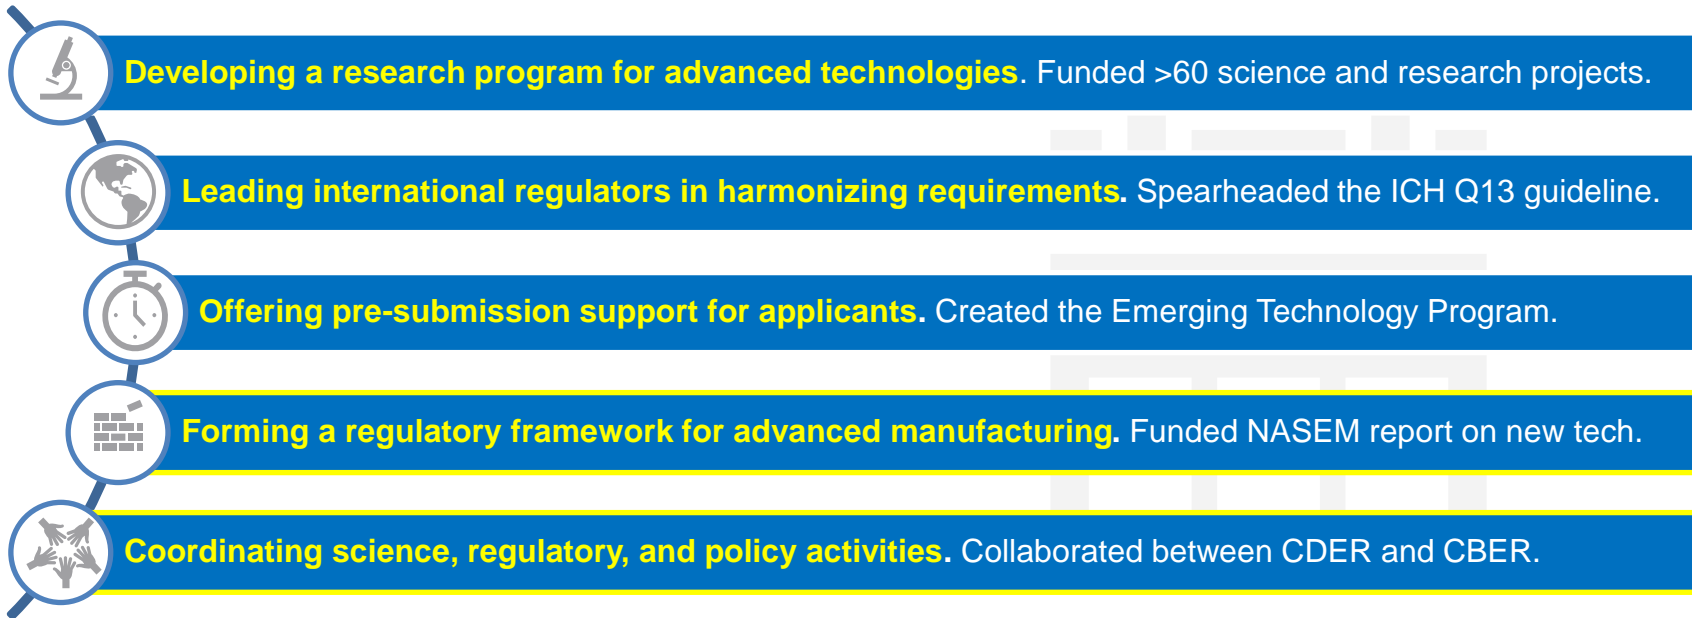 Developing a research program for advanced technologies. Funded >60 science and research projects.
Leading international regulators in harmonizing requirements. Spearheaded the ICH Q13 guideline.
Offering pre-submission support for applicants. Created the Emerging Technology Program.
Forming a regulatory framework for advanced manufacturing. Funded NASEM report on new tech.
Coordinating science, regulatory, and policy activities. Collaborated between CDER and CBER.